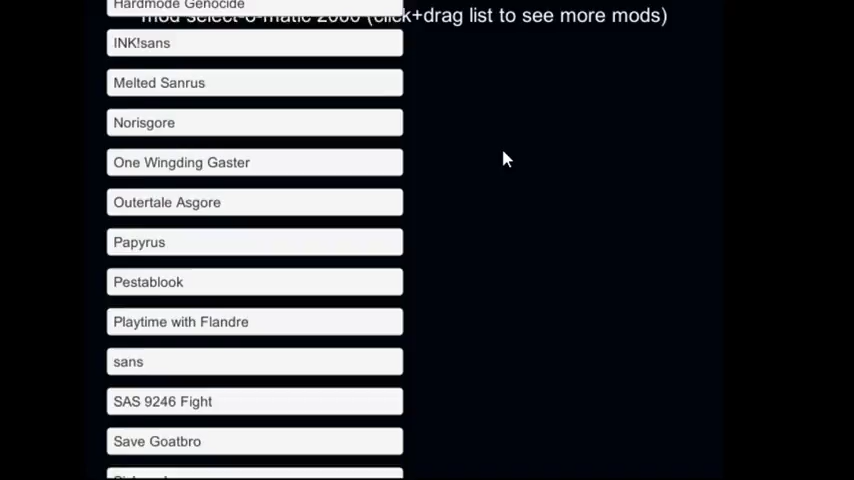 Hardmode Genocide
mod select-o-matic 2000 (click+drag list to see more mods)
INK!sans
Melted Sanrus
Norisgore
One Wingding Gaster
Outertale Asgore
Papyrus
Pestablook
Playtime with Flandre
sans
SAS 9246 Fight
Save Goatbro